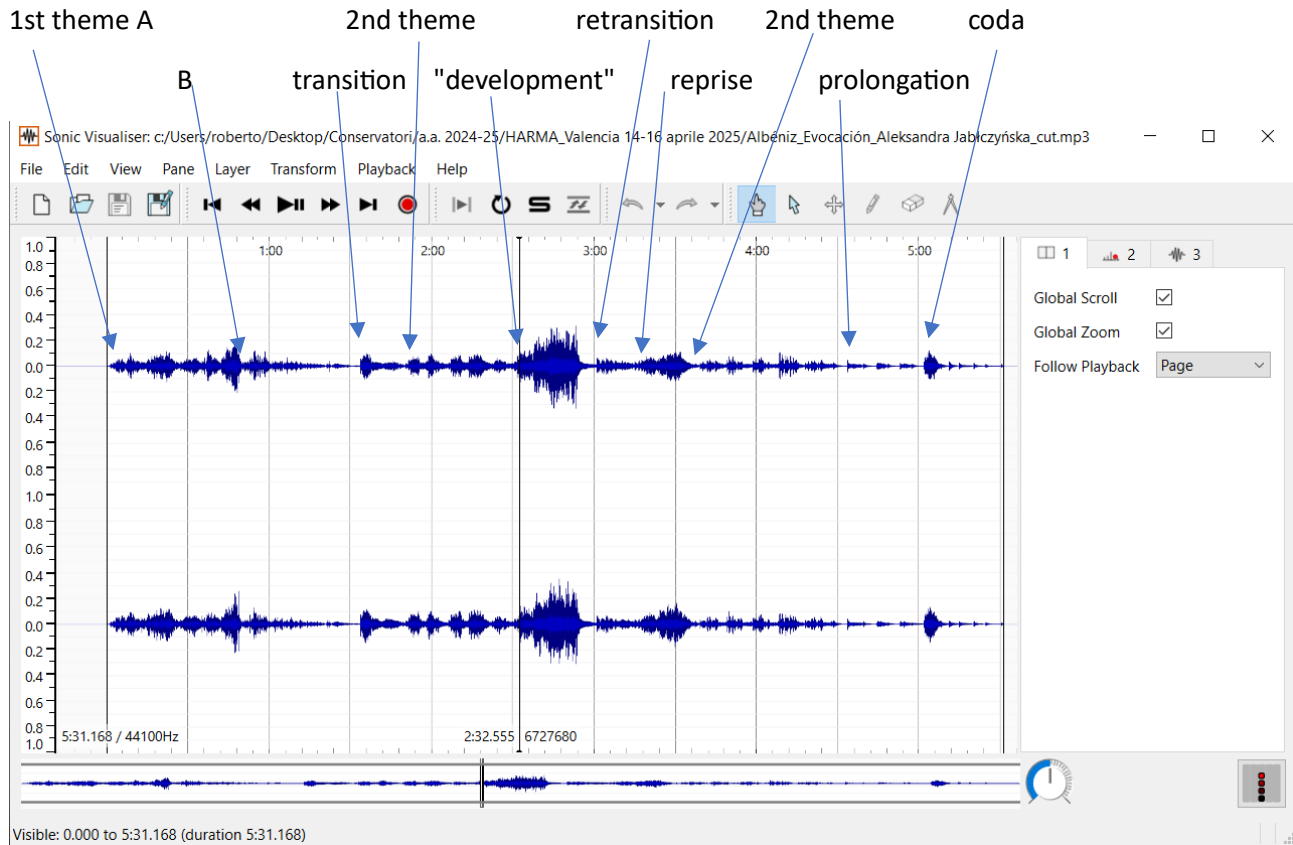 1st theme A 2nd theme retransition 2nd theme coda
B transition "development" reprise prolongation
Sonic Visualiser: c:/Users/roberto/Desktop/Conservatori/a.a. 2024-25/HARMA_Valencia 14-16 aprile 2025/Albéniz_Evocación_Aleksandra Jabłczyńska_cut.mp3
File Edit View Pane Layer Transform Playback Help
1:00 2:00 3:00 4:00 5:00
1.0
0.8
0.6
0.4
0.2
0.0
0.2
0.4
0.6
0.8
1.0
0.8
0.6
0.4
0.2
0.0
0.2
0.4
0.6
0.8
1.0
5:31.168 / 44100Hz 2:32.555 6727680
1 2 3
Global Scroll
Global Zoom
Follow Playback Page
Visible: 0.000 to 5:31.168 (duration 5:31.168)